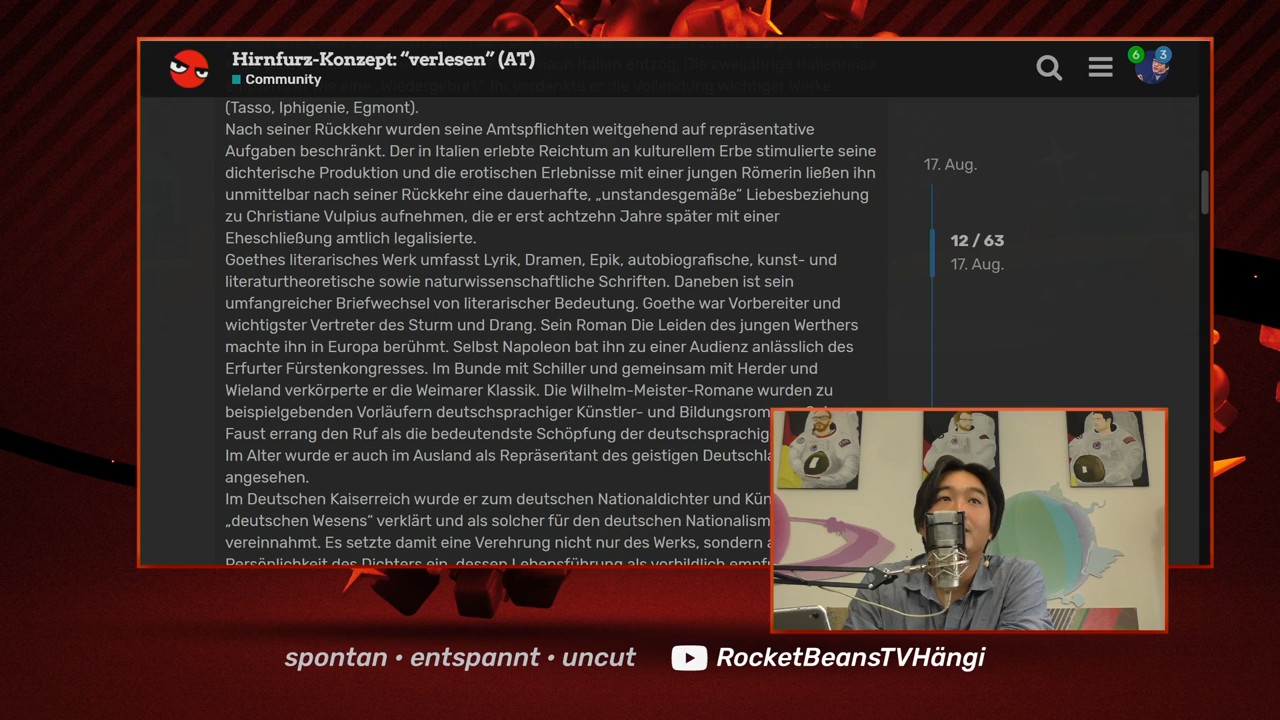 Hirnfurz-Konzept: “verlesen” (AT)
Community
6
3
(Tasso, Iphigenie, Egmont).
Nach seiner Rückkehr wurden seine Amtspflichten weitgehend auf repräsentative
Aufgaben beschränkt. Der in Italien erlebte Reichtum an kulturellem Erbe stimulierte seine
dichterische Produktion und die erotischen Erlebnisse mit einer jungen Römerin ließen ihn
unmittelbar nach seiner Rückkehr eine dauerhafte, „unstandesgemäße“ Liebesbeziehung
zu Christiane Vulpius aufnehmen, die er erst achtzehn Jahre später mit einer
Eheschließung amtlich legalisierte.
Goethes literarisches Werk umfasst Lyrik, Dramen, Epik, autobiografische, kunst- und
literaturtheoretische sowie naturwissenschaftliche Schriften. Daneben ist sein
umfangreicher Briefwechsel von literarischer Bedeutung. Goethe war Vorbereiter und
wichtigster Vertreter des Sturm und Drang. Sein Roman Die Leiden des jungen Werthers
machte ihn in Europa berühmt. Selbst Napoleon bat ihn zu einer Audienz anlässlich des
Erfurter Fürstenkongresses. Im Bunde mit Schiller und gemeinsam mit Herder und
Wieland verkörperte er die Weimarer Klassik. Die Wilhelm-Meister-Romane wurden zu
beispielgebenden Vorläufern deutschsprachiger Künstler- und Bildungsrom
Faust errang den Ruf als die bedeutendste Schöpfung der deutschsprachig
Im Alter wurde er auch im Ausland als Repräsentant des geistigen Deutschla
angesehen.
Im Deutschen Kaiserreich wurde er zum deutschen Nationaldichter und Kün
„deutschen Wesens“ verklärt und als solcher für den deutschen Nationalism
vereinnahmt. Es setzte damit eine Verehrung nicht nur des Werks, sondern a
Persönlichkeit des Dichters ein, dessen Lebensführung als vorbildlich empf
17. Aug.
12 / 63
17. Aug.
spontan • entspannt • uncut
RocketBeansTVHängi